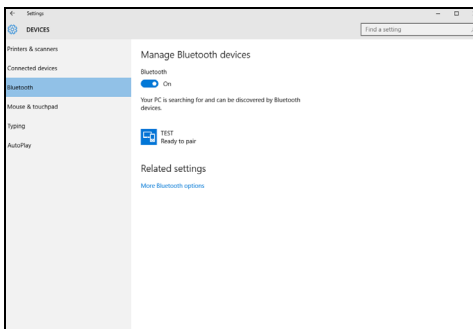 Settings
DEVICES
Find a setting
Printers & scanners
Connected devices
Bluetooth
Mouse & touchpad
Typing
AutoPlay
Manage Bluetooth devices
Bluetooth
On
Your PC is searching for and can be discovered by Bluetooth
devices.
TEST
Ready to pair
Related settings
More Bluetooth options